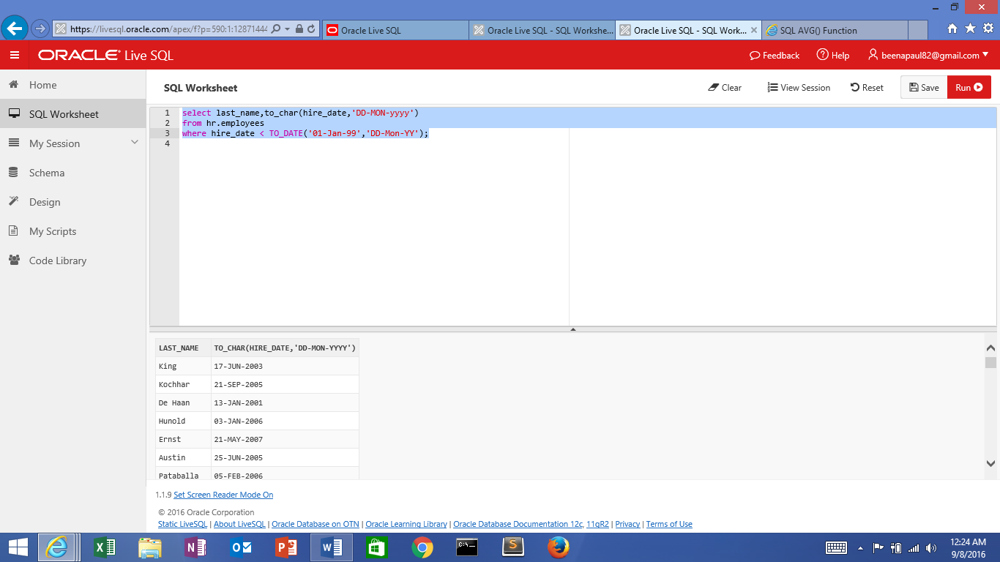 https://livesql.oracle.com/apex/f?p=590:1:12871444
Oracle Live SQL
Oracle Live SQL - SQL Workshe...
Oracle Live SQL - SQL Work...
SQL AVG() Function
ORACLE Live SQL
Feedback
Help
beenapaul82@gmail.com
Home
SQL Worksheet
My Session
Schema
Design
My Scripts
Code Library
SQL Worksheet
Clear
View Session
Reset
Save
Run
1 select last_name,to_char(hire_date,'DD-MON-yyyy')
2 from hr.employees
3 where hire_date < TO_DATE('01-Jan-99','DD-Mon-YY');
4
LAST_NAME TO_CHAR(HIRE_DATE,'DD-MON-YYYY')
King 17-JUN-2003
Kochhar 21-SEP-2005
De Haan 13-JAN-2001
Hunold 03-JAN-2006
Ernst 21-MAY-2007
Austin 25-JUN-2005
Pataballa 05-FEB-2006
1.1.9 Set Screen Reader Mode On
© 2016 Oracle Corporation
Static LiveSQL | About LiveSQL | Oracle Database on OTN | Oracle Learning Library | Oracle Database Documentation 12c, 11gR2 | Privacy | Terms of Use
12:24 AM
9/8/2016